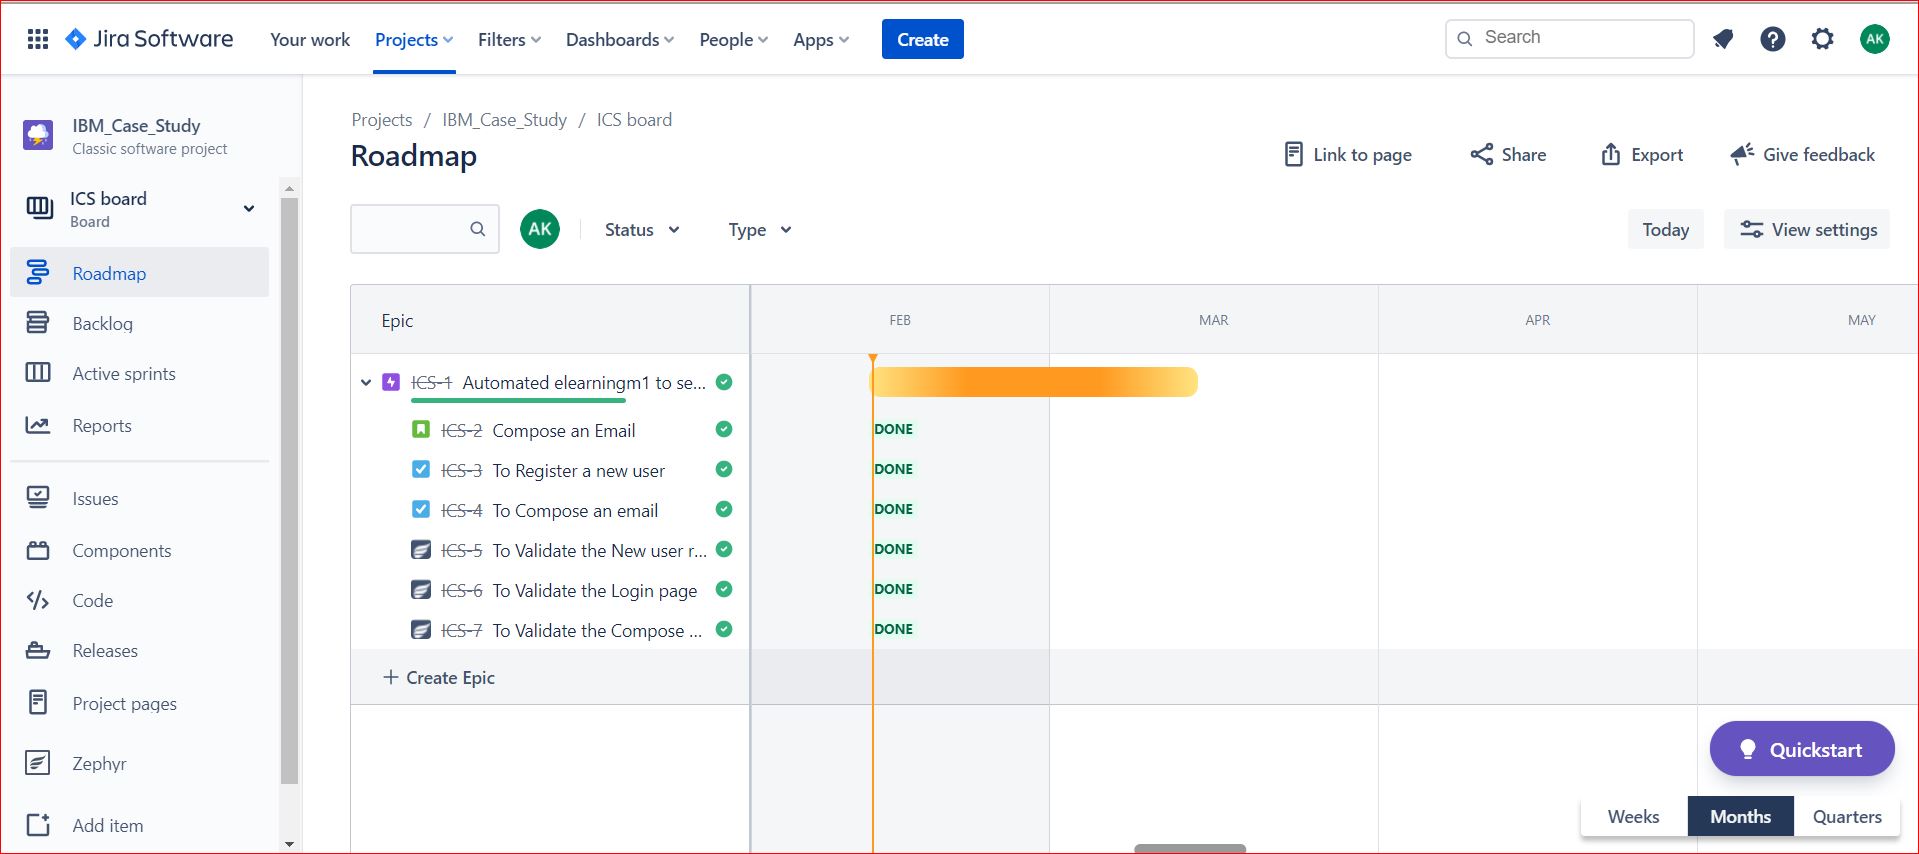 Jira Software Your work Projects Filters Dashboards People Apps Create Search AK
IBM_Case_Study
Classic software project
ICS board
Board
Roadmap
Backlog
Active sprints
Reports
Issues
Components
Code
Releases
Project pages
Zephyr
Add item
Projects / IBM_Case_Study / ICS board
Roadmap
Link to page Share Export Give feedback
AK Status Type Today View settings
Epic FEB MAR APR MAY
ICS-1 Automated elearningm1 to se...
ICS-2 Compose an Email DONE
ICS-3 To Register a new user DONE
ICS-4 To Compose an email DONE
ICS-5 To Validate the New user r... DONE
ICS-6 To Validate the Login page DONE
ICS-7 To Validate the Compose ... DONE
+ Create Epic
Quickstart
Weeks Months Quarters